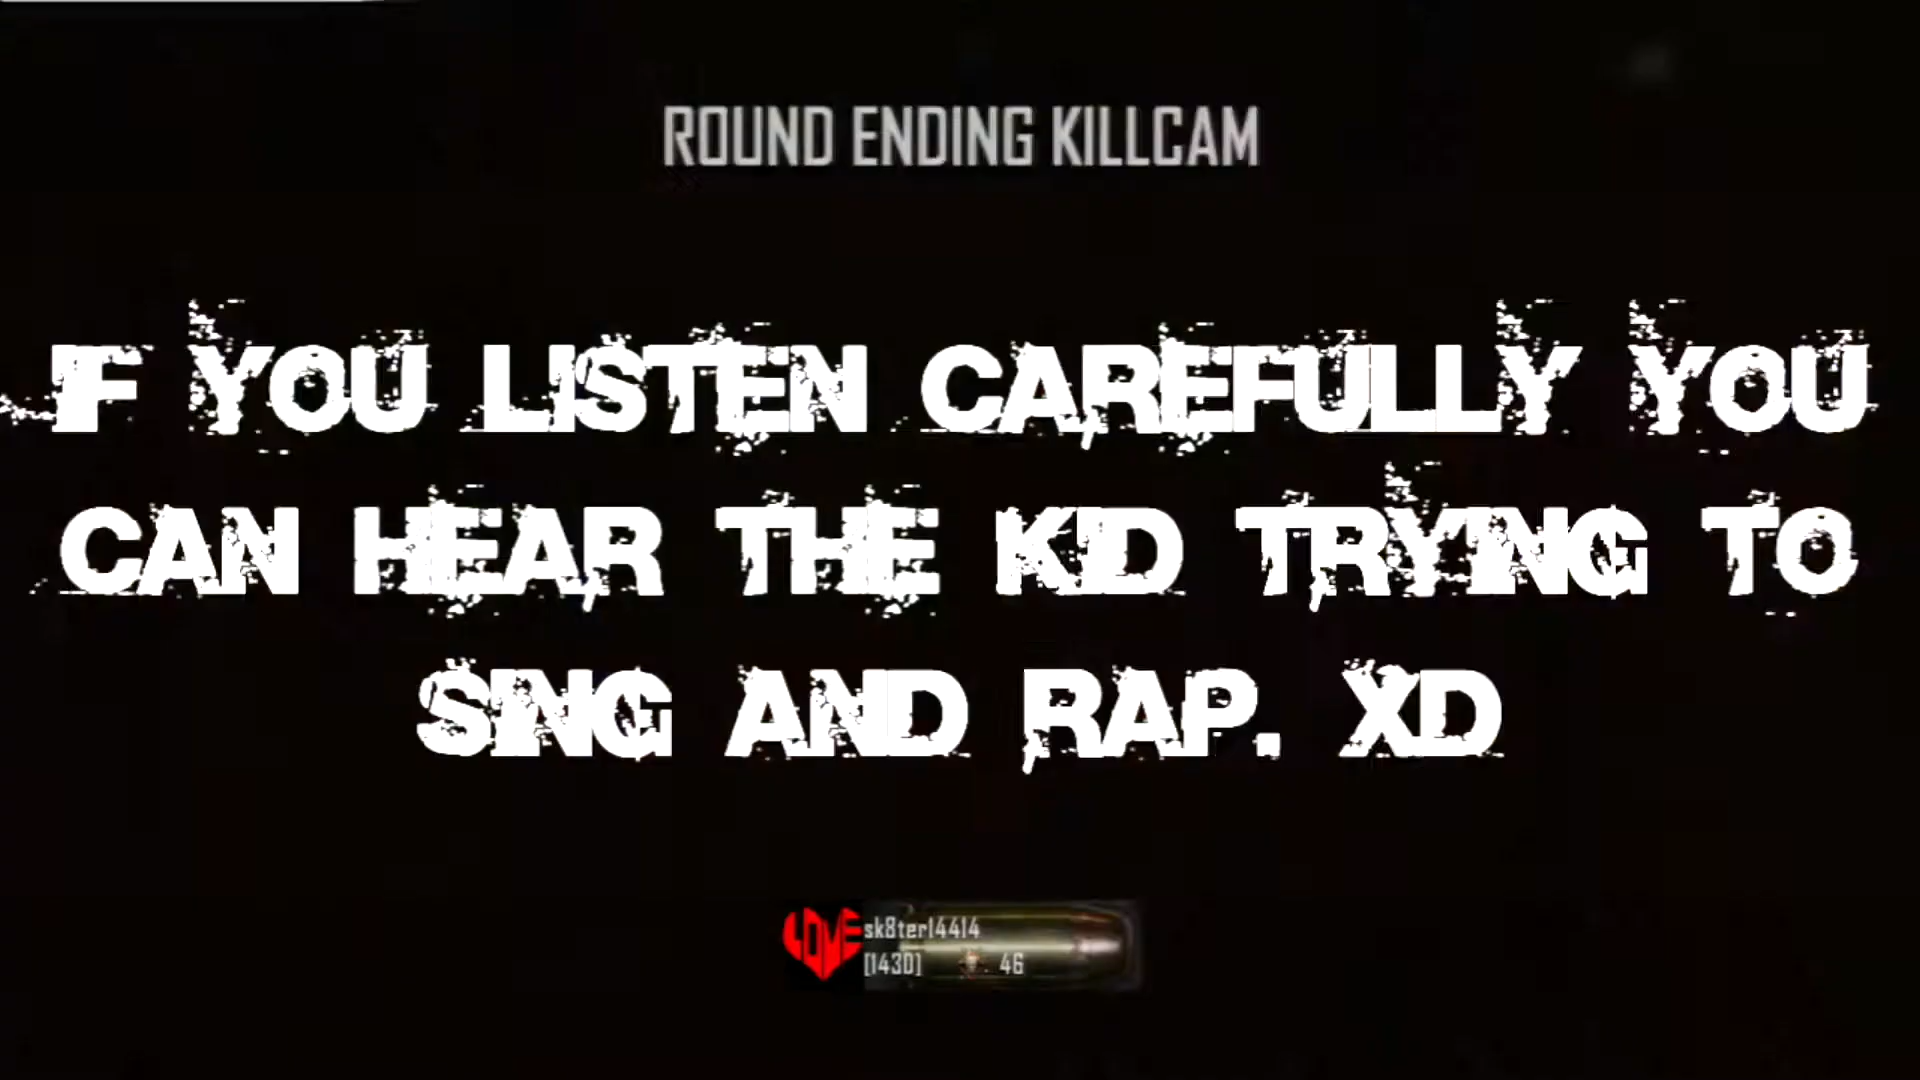 ROUND ENDING KILLCAM
IF YOU LISTEN CAREFULLY YOU
CAN HEAR THE KID TRYING TO
SING AND RAP. XD
LOVE sk8ter14414
[143D] 46